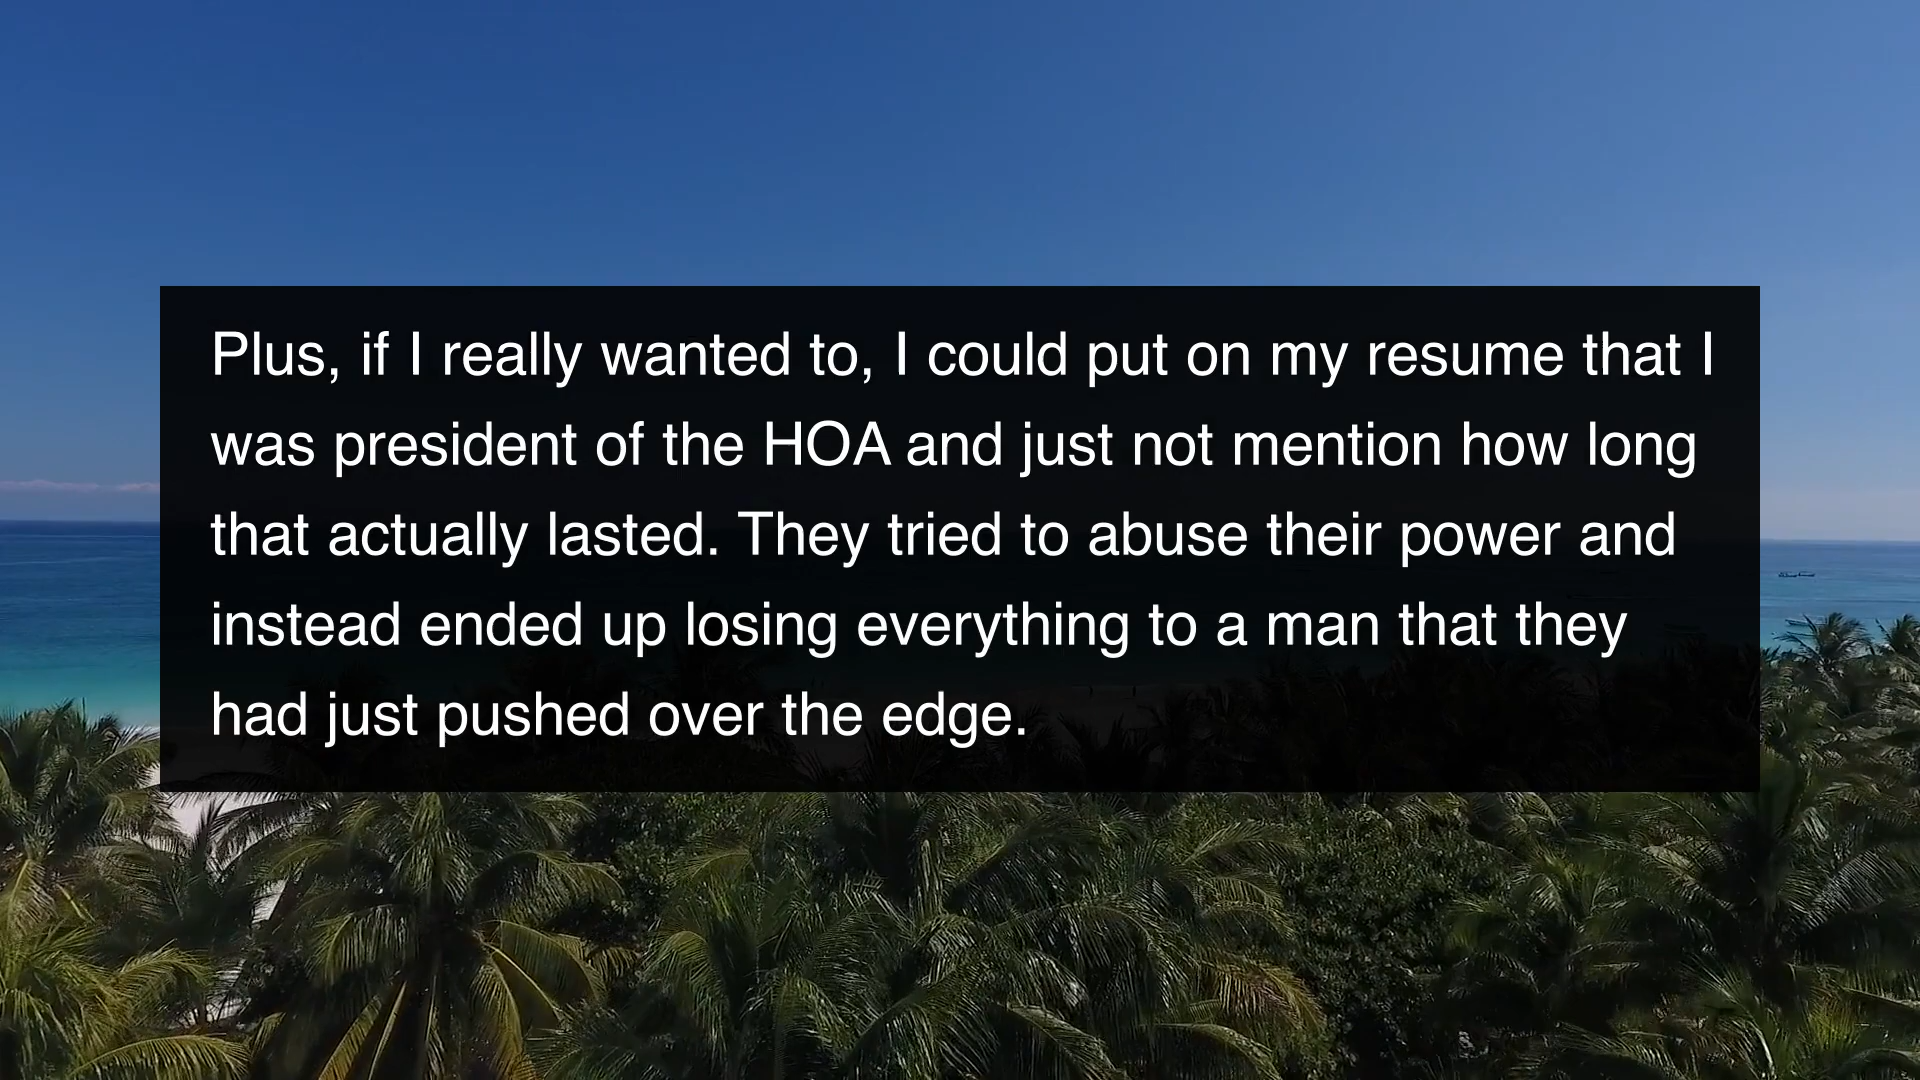 Plus, if I really wanted to, I could put on my resume that I
was president of the HOA and just not mention how long
that actually lasted. They tried to abuse their power and
instead ended up losing everything to a man that they
had just pushed over the edge.